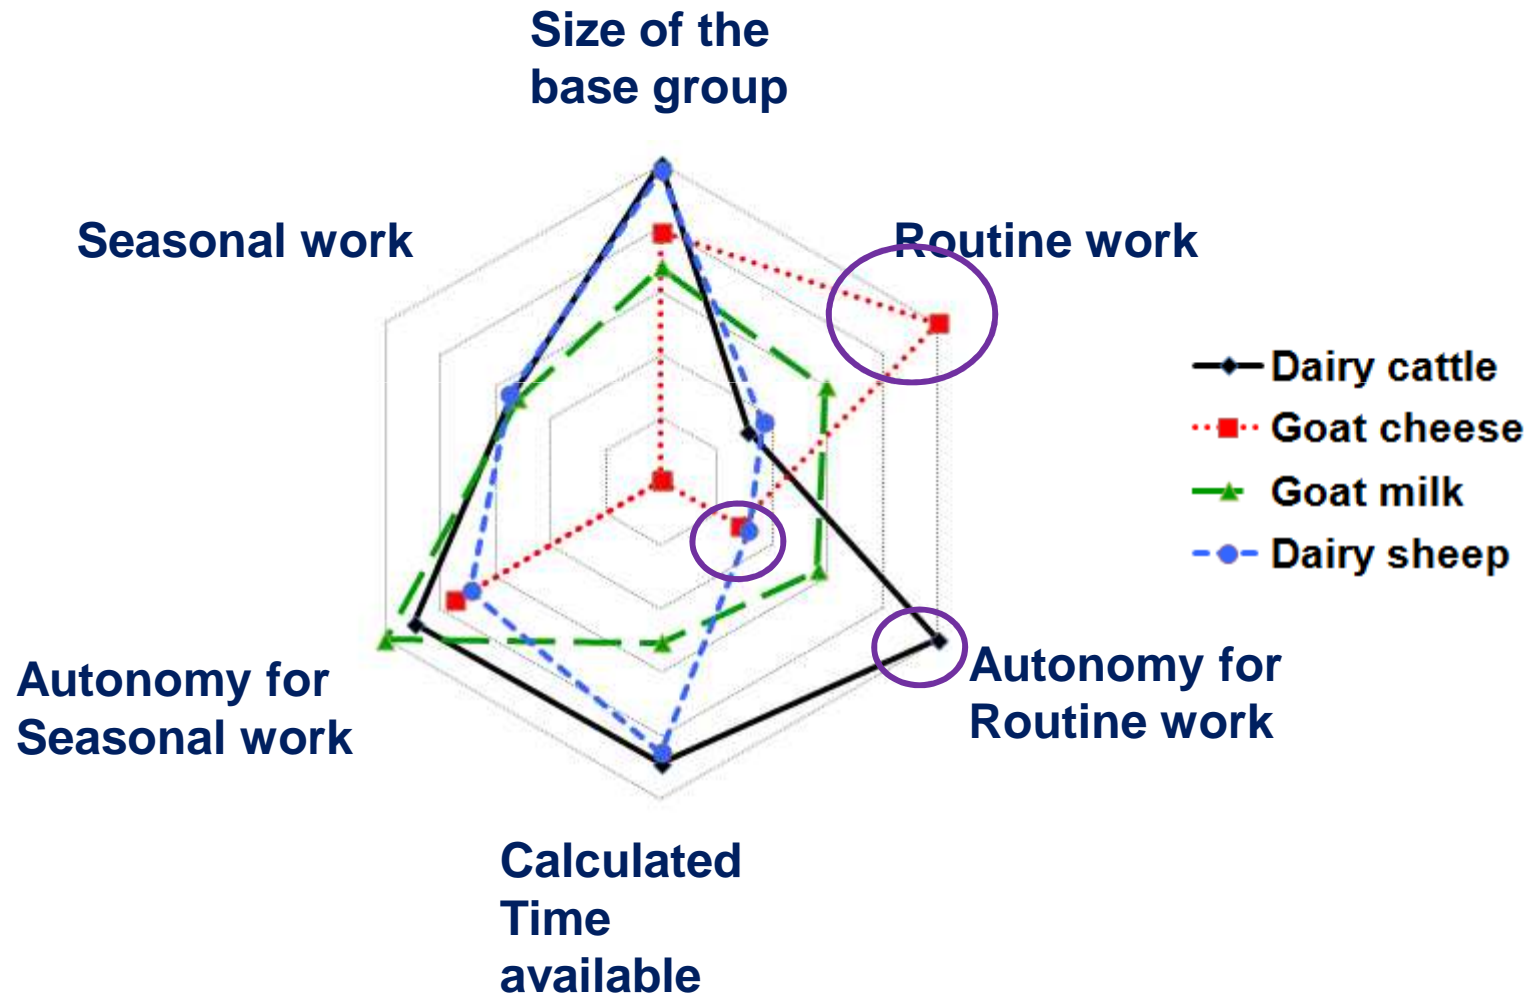 Size of the
base group
Seasonal work
Routine work
Dairy cattle
Goat cheese
Goat milk
Dairy sheep
Autonomy for
Seasonal work
Autonomy for
Routine work
Calculated
Time
available